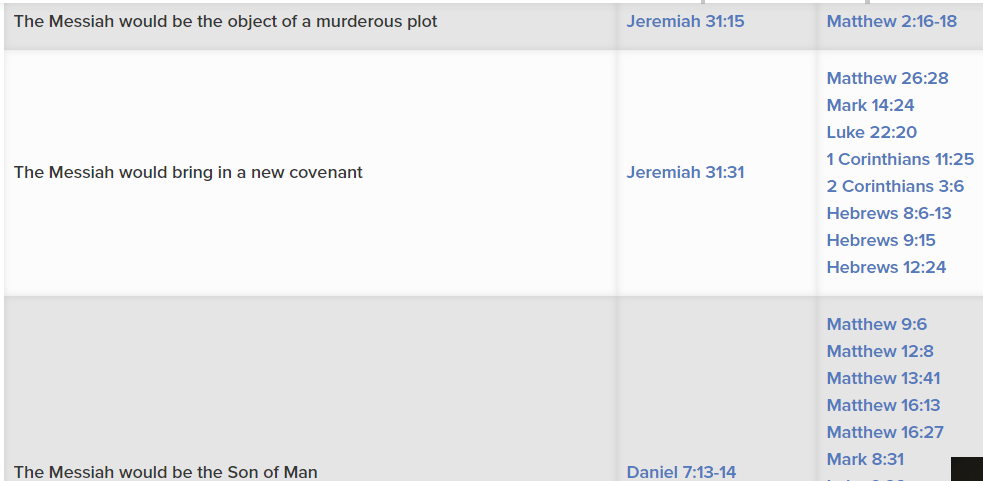 The Messiah would be the object of a murderous plot
Jeremiah 31:15
Matthew 2:16-18
The Messiah would bring in a new covenant
Jeremiah 31:31
Matthew 26:28
Mark 14:24
Luke 22:20
1 Corinthians 11:25
2 Corinthians 3:6
Hebrews 8:6-13
Hebrews 9:15
Hebrews 12:24
The Messiah would be the Son of Man
Daniel 7:13-14
Matthew 9:6
Matthew 12:8
Matthew 13:41
Matthew 16:13
Matthew 16:27
Mark 8:31